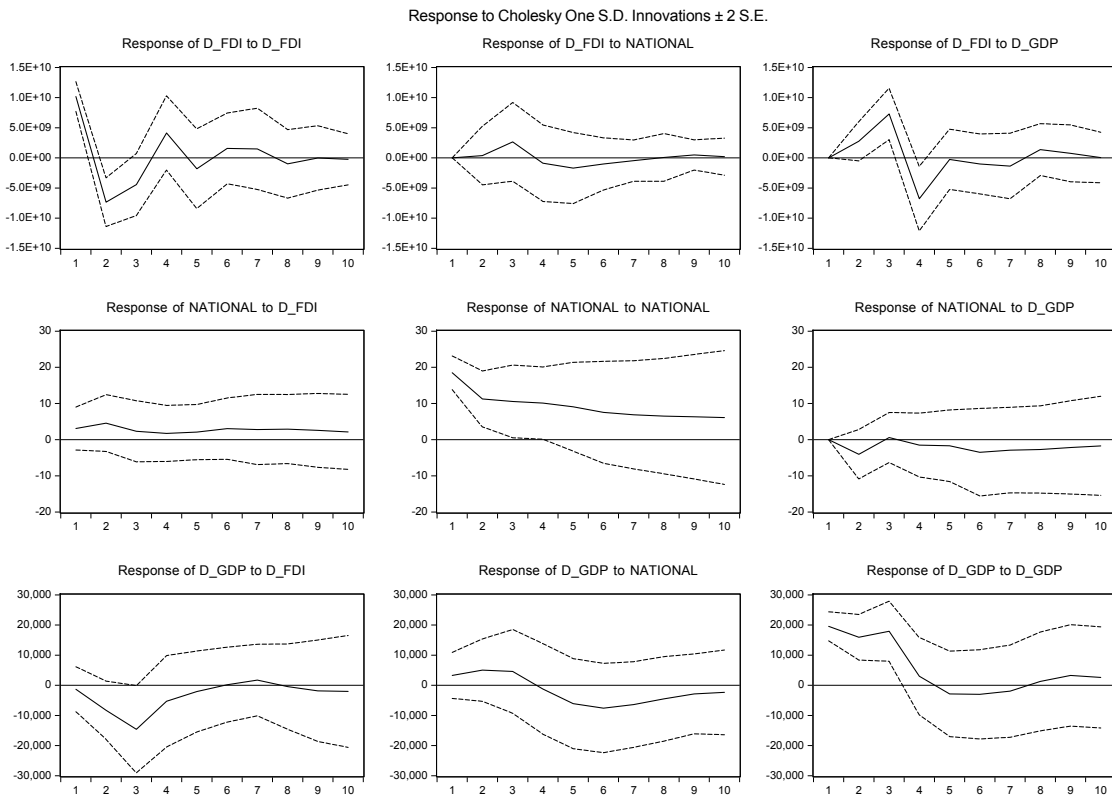 Response to Cholesky One S.D. Innovations ± 2 S.E.
Response of D_FDI to D_FDI
1.5E+10
1.0E+10
5.0E+09
0.0E+00
-5.0E+09
-1.0E+10
-1.5E+10
1 2 3 4 5 6 7 8 9 10
Response of D_FDI to NATIONAL
1.5E+10
1.0E+10
5.0E+09
0.0E+00
-5.0E+09
-1.0E+10
-1.5E+10
1 2 3 4 5 6 7 8 9 10
Response of D_FDI to D_GDP
1.5E+10
1.0E+10
5.0E+09
0.0E+00
-5.0E+09
-1.0E+10
-1.5E+10
1 2 3 4 5 6 7 8 9 10
Response of NATIONAL to D_FDI
30
20
10
0
-10
-20
1 2 3 4 5 6 7 8 9 10
Response of NATIONAL to NATIONAL
30
20
10
0
-10
-20
1 2 3 4 5 6 7 8 9 10
Response of NATIONAL to D_GDP
30
20
10
0
-10
-20
1 2 3 4 5 6 7 8 9 10
Response of D_GDP to D_FDI
30,000
20,000
10,000
0
-10,000
-20,000
-30,000
1 2 3 4 5 6 7 8 9 10
Response of D_GDP to NATIONAL
30,000
20,000
10,000
0
-10,000
-20,000
-30,000
1 2 3 4 5 6 7 8 9 10
Response of D_GDP to D_GDP
30,000
20,000
10,000
0
-10,000
-20,000
-30,000
1 2 3 4 5 6 7 8 9 10